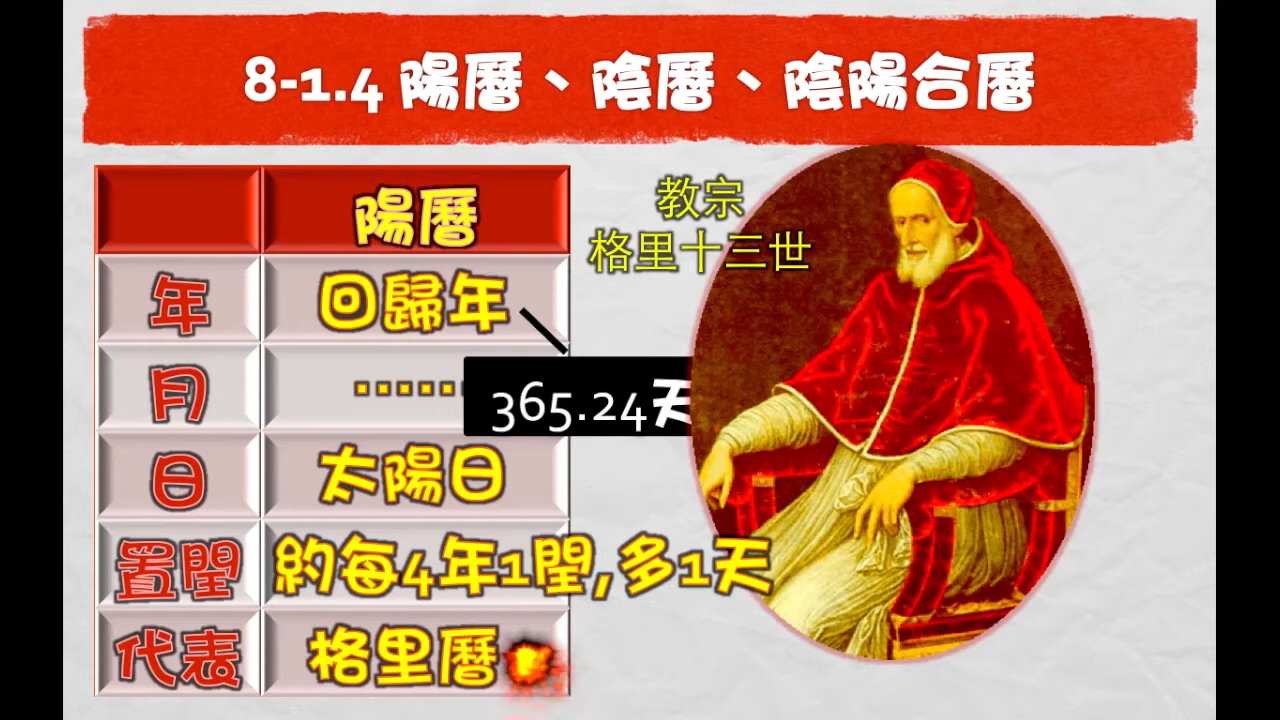 8-1.4 陽曆、陰曆、陰陽合曆
陽曆
教宗
格里十三世
年 回歸年
月 ......
365.24天
日 太陽日
置閏 約每4年1閏,多1天
代表 格里曆